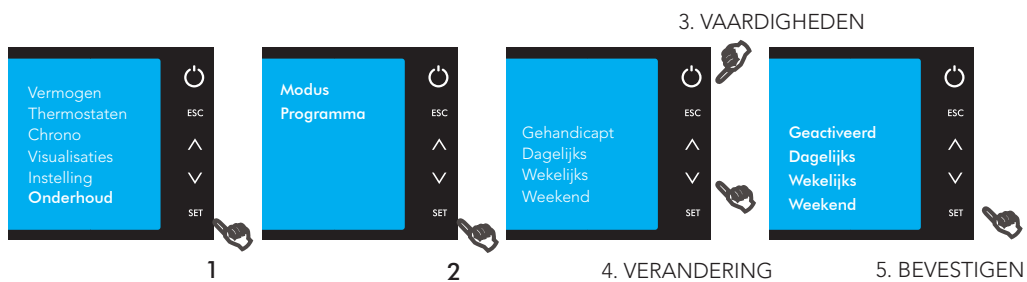 3. VAARDIGHEDEN
Vermogen
Thermostaten
Chrono
Visualisaties
Instelling
Onderhoud
ESC
SET
1
Modus
Programma
ESC
SET
2
Gehandicapt
Dagelijks
Wekelijks
Weekend
ESC
SET
4. VERANDERING
Geactiveerd
Dagelijks
Wekelijks
Weekend
ESC
SET
5. BEVESTIGEN